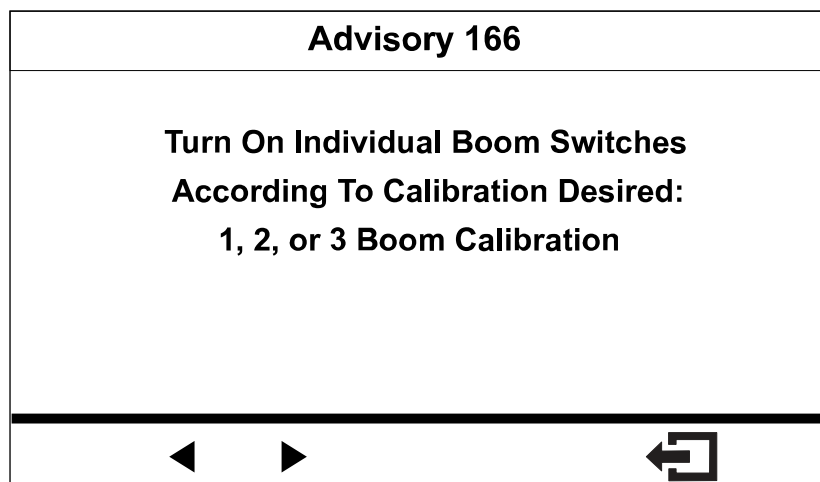 Advisory 166
Turn On Individual Boom Switches
According To Calibration Desired:
1, 2, or 3 Boom Calibration